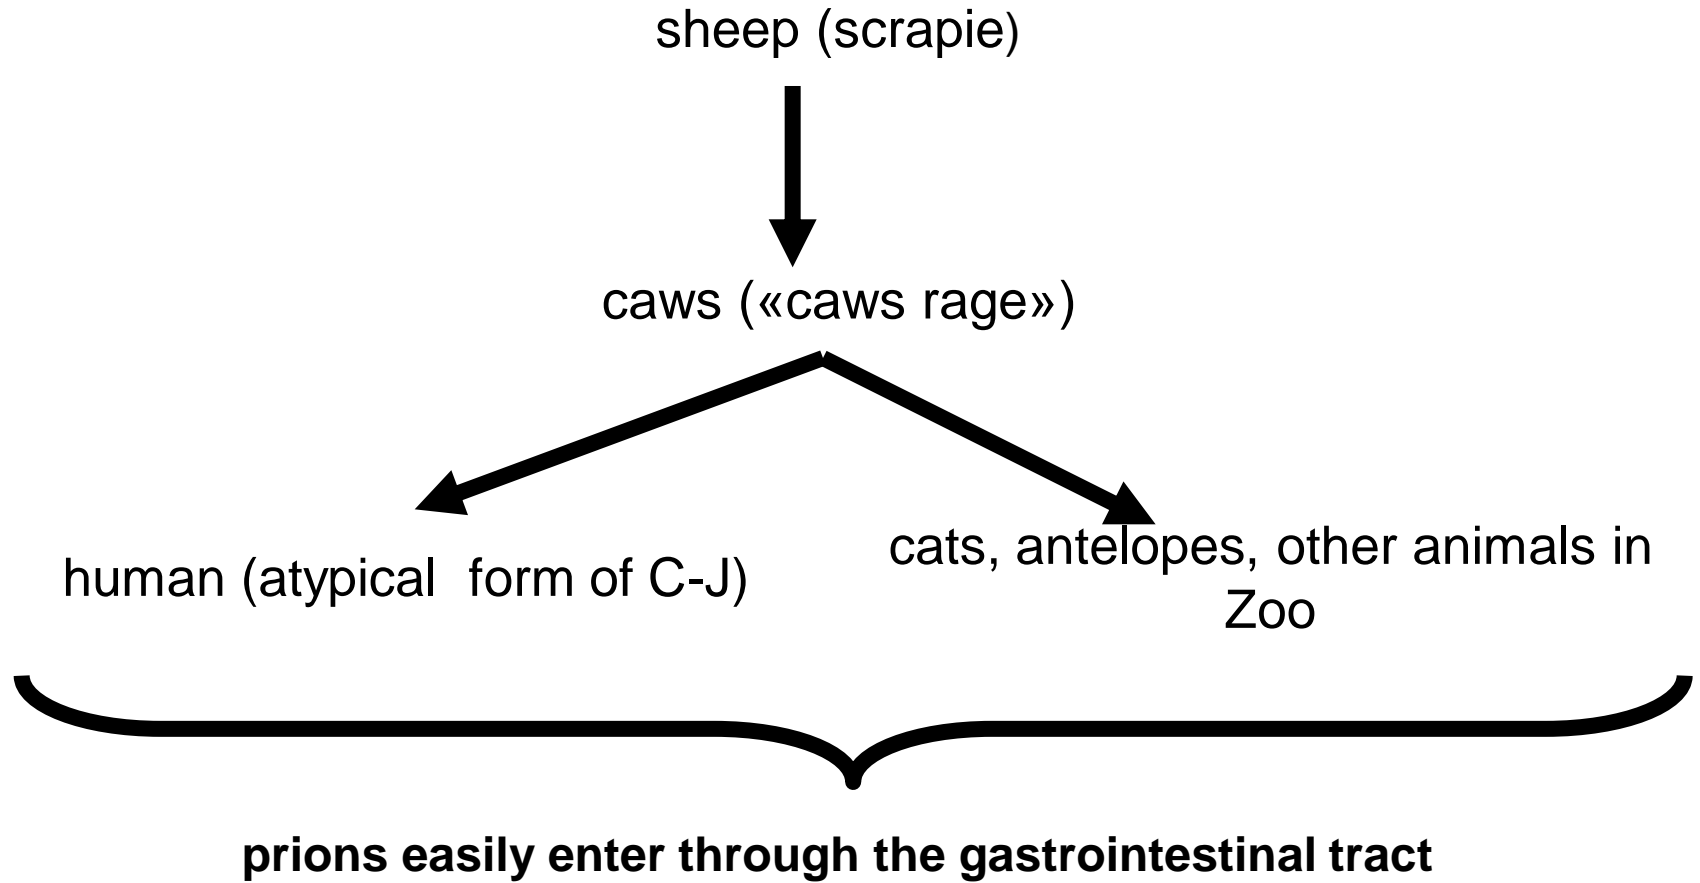 sheep (scrapie)
caws («caws rage»)
human (atypical form of C-J)
cats, antelopes, other animals in
Zoo
prions easily enter through the gastrointestinal tract